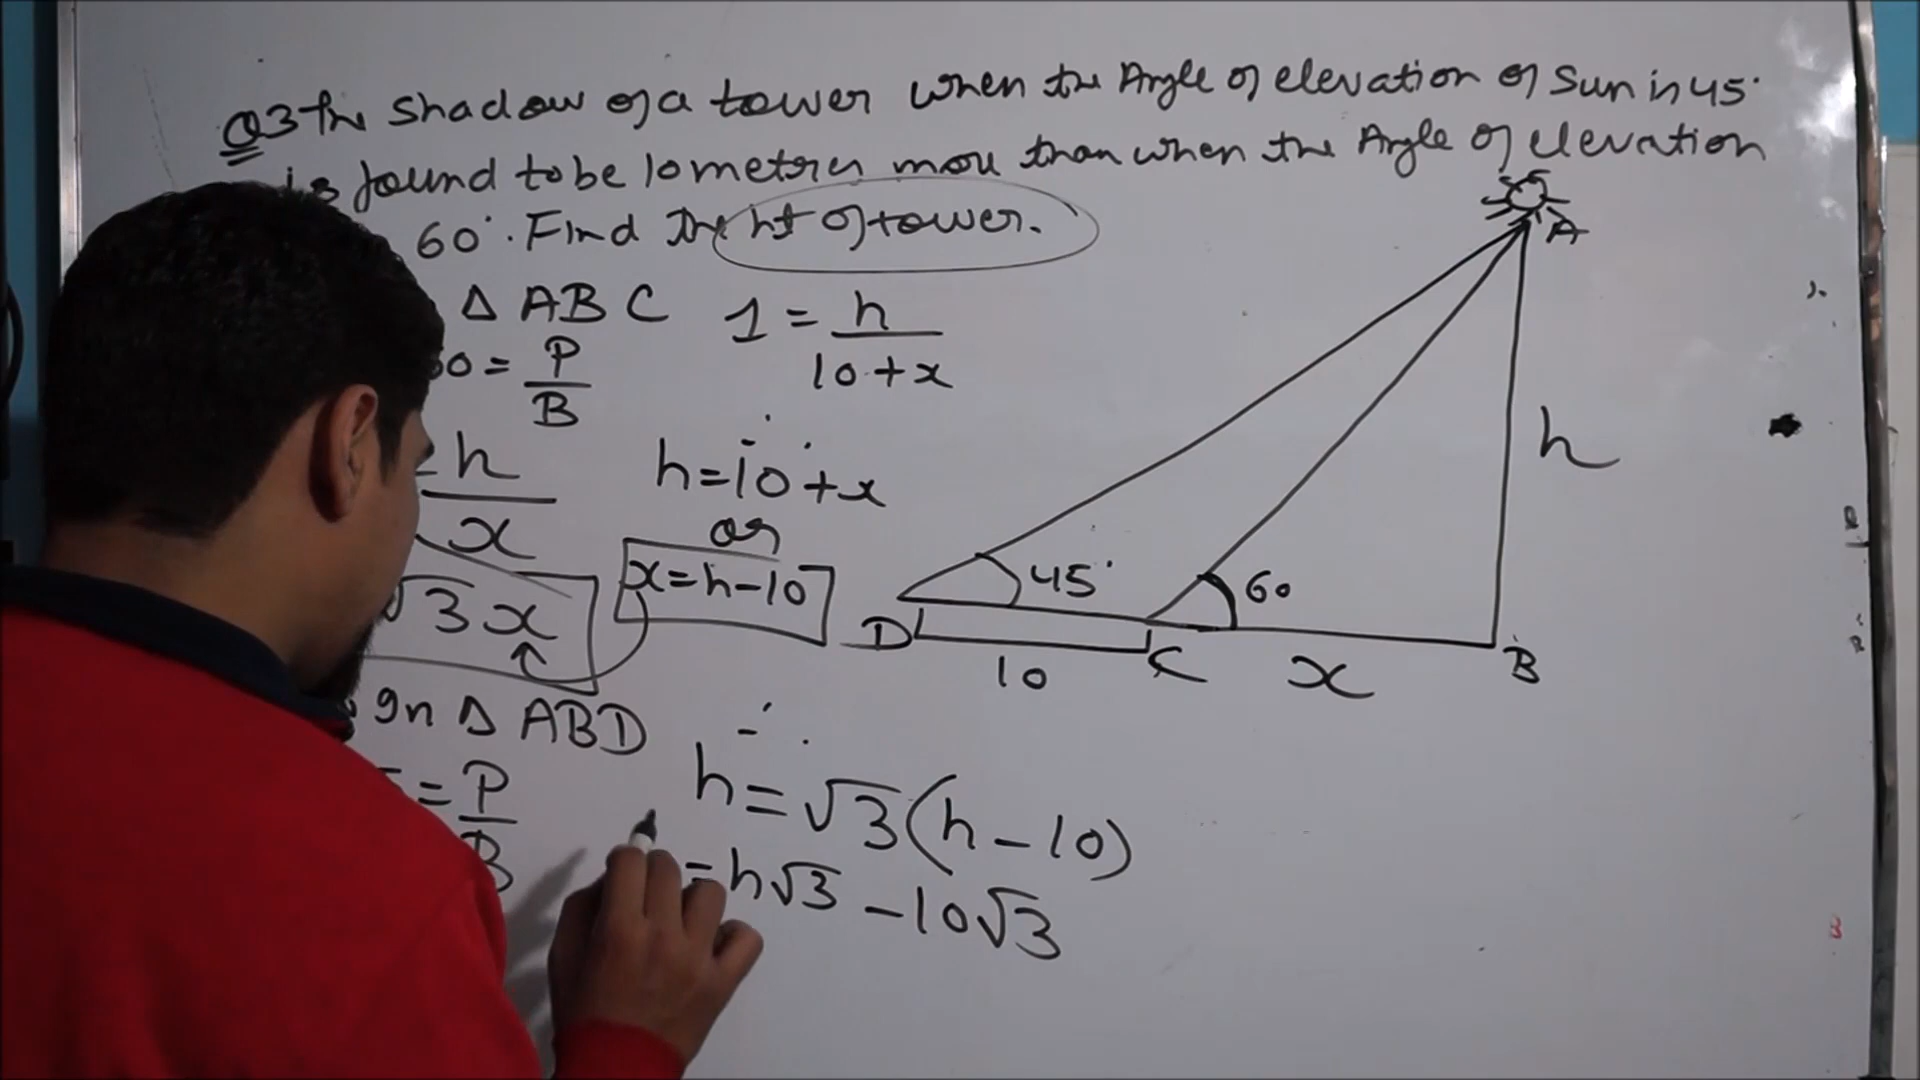 Q3 The shadow of a tower when the Angle of elevation of Sun is 45°
is found to be 10 metres more than when the Angle of elevation
60°. Find the ht of tower.
Δ ABC
60 = P/B
= h/x
√3x
In Δ ABD
= P/B
1 = h/10+x
∴
h=10+x
or
x=h-10
∴
h=√3(h-10)
=h√3-10√3
A
h
45°
60
D
10
C
x
B